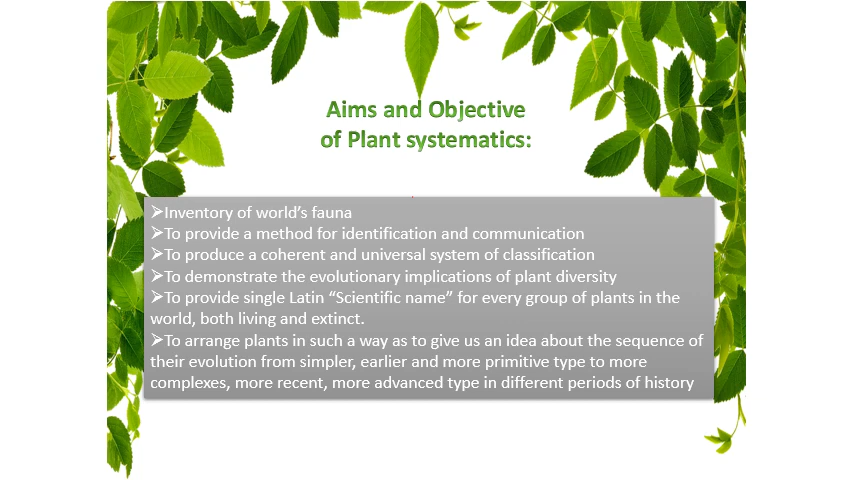 Aims and Objective
of Plant systematics:
➢Inventory of world’s fauna
➢To provide a method for identification and communication
➢To produce a coherent and universal system of classification
➢To demonstrate the evolutionary implications of plant diversity
➢To provide single Latin “Scientific name” for every group of plants in the
world, both living and extinct.
➢To arrange plants in such a way as to give us an idea about the sequence of
their evolution from simpler, earlier and more primitive type to more
complexes, more recent, more advanced type in different periods of history